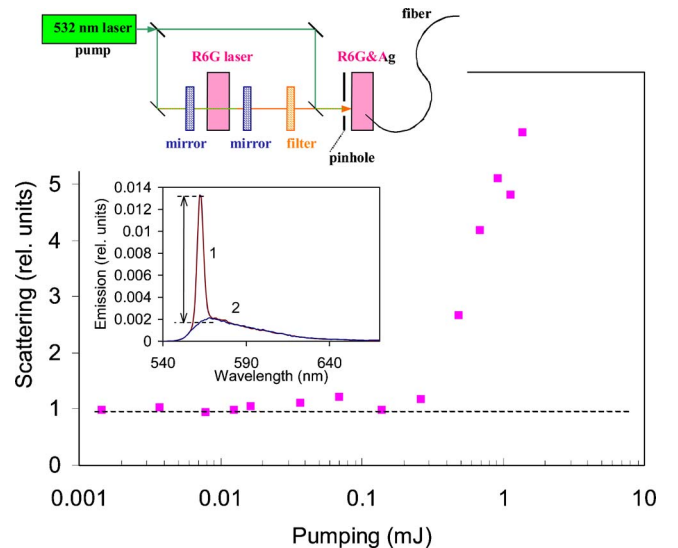 fiber
532 nm laser
pump
R6G laser
R6G&Ag
mirror
mirror
filter
pinhole
Scattering (rel. units)
5
4
3
2
1
0
0.001
0.01
0.1
1
10
Pumping (mJ)
Emission (rel. units)
0.014
0.012
0.01
0.008
0.006
0.004
0.002
0
1
2
540
590
640
Wavelength (nm)